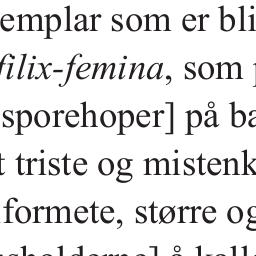 emplar som er bli
filix-femina, som p
sporehoper] på ba
t triste og mistenk
formete, større og